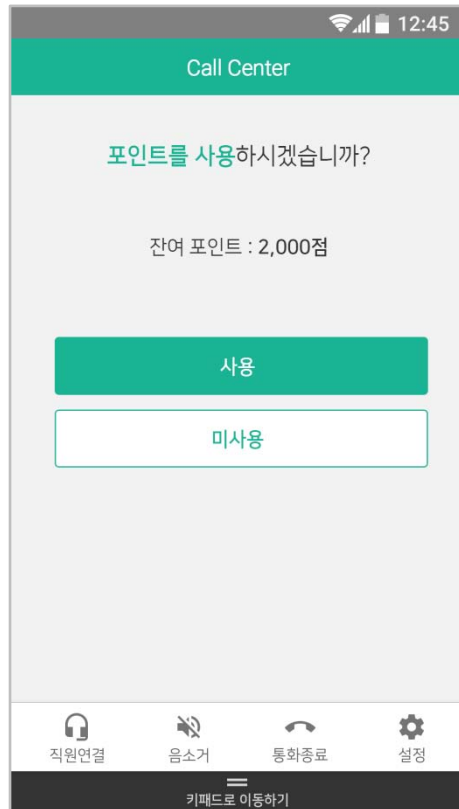 12:45
Call Center
포인트를 사용하시겠습니까?
잔여 포인트 : 2,000점
사용
미사용
직원연결 음소거 통화종료 설정
키패드로 이동하기